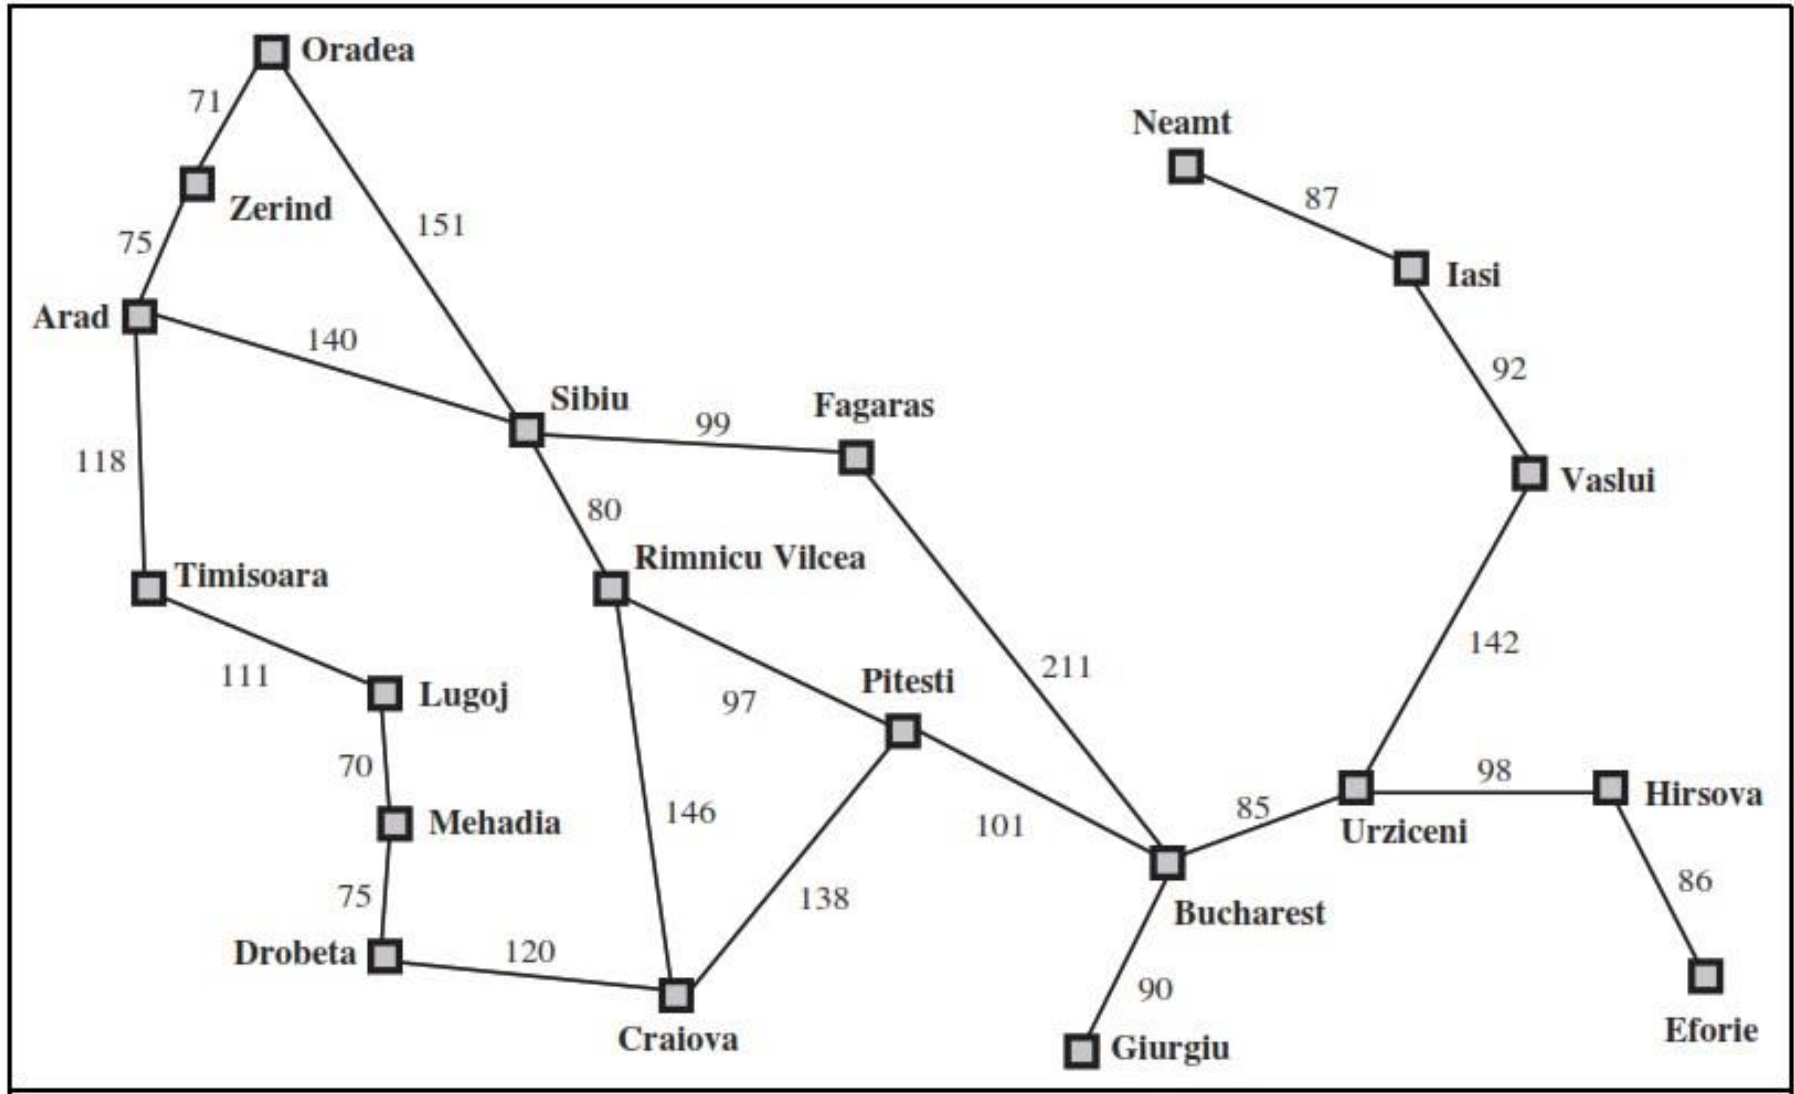 Oradea
71
Neamt
87
Zerind
151
75
Iasi
Arad
140
92
Sibiu
Fagaras
99
118
Vaslui
80
Rimnicu Vilcea
Timisoara
142
211
111
Lugoj
Pitesti
97
70
98
Hirsova
Mehadia
146
101
85
Urziceni
86
75
138
Bucharest
Drobeta
120
90
Eforie
Craiova
Giurgiu